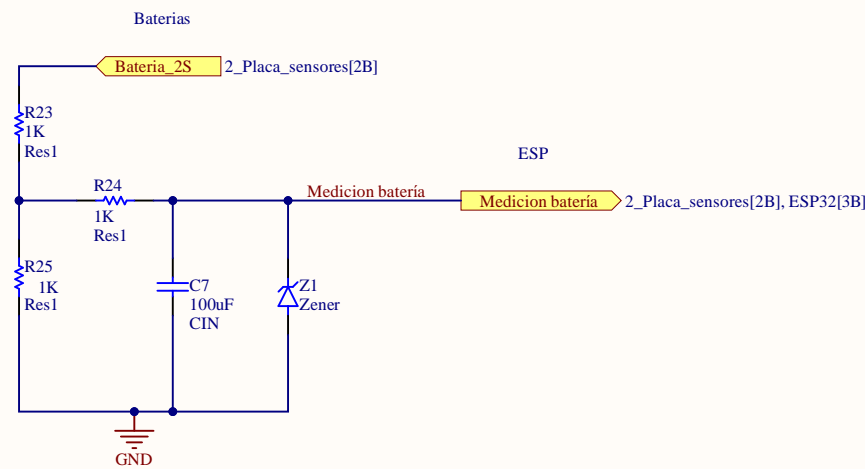 Baterias
Bateria_2S 2_Placa_sensores[2B]
R23
1K
Res1
ESP
R24
1K
Res1
Medicion batería
Medicion batería 2_Placa_sensores[2B], ESP32[3B]
R25
1K
Res1
C7
100uF
CIN
Z1
Zener
GND